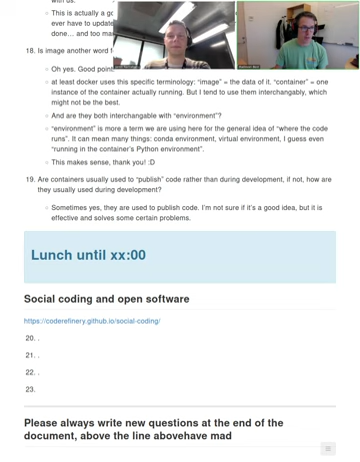 with us.
This is actually a go
ever have to update
done… and too ma
18. Is image another word f
Oh yes. Good point
at least docker uses this specific terminology: “image” = the data of it. “container” = one
instance of the container actually running. But I tend to use them interchangably, which
might not be the best.
And are they both interchangable with “environment”?
“environment” is more a term we are using here for the general idea of “where the code
runs”. It can mean many things: conda environment, virtual environment, I guess even
“running in the container’s Python environment”.
This makes sense, thank you! :D
19. Are containers usually used to “publish” code rather than during development, if not, how are
they usually used during development?
Sometimes yes, they are used to publish code. I’m not sure if it’s a good idea, but it is
effective and solves some certain problems.
Lunch until xx:00
Social coding and open software
https://coderefinery.github.io/social-coding/
20. .
21. .
22. .
23.
Please always write new questions at the end of the
document, above the line abovehave mad